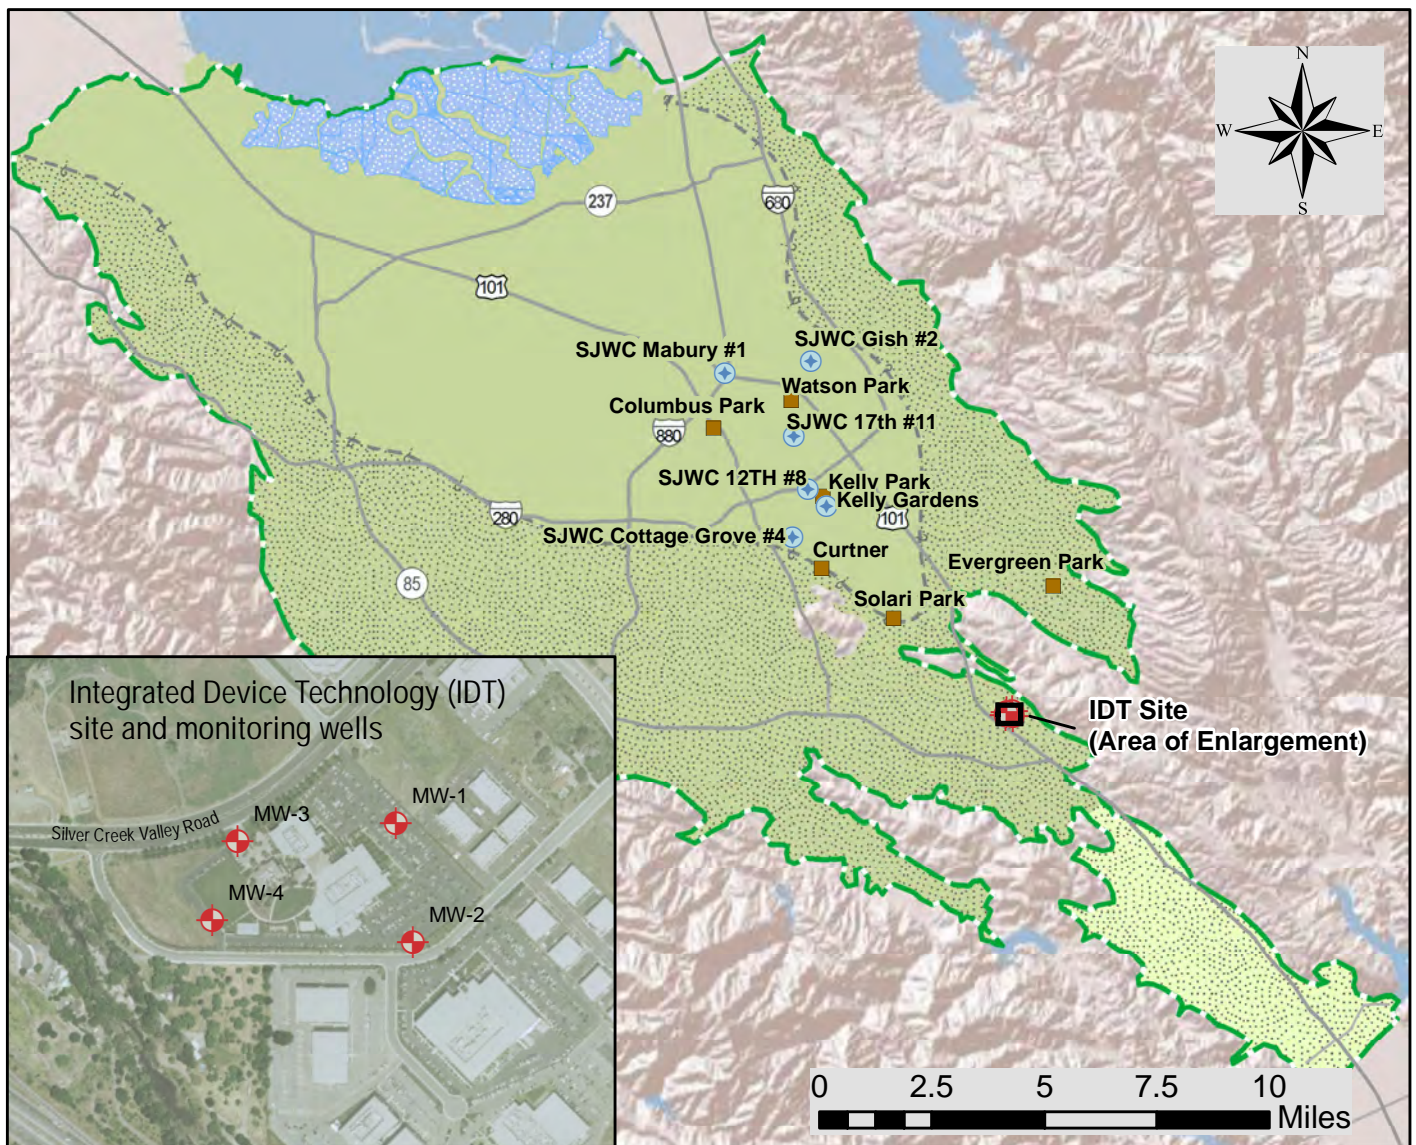 N
W E
S
237
680
101
SJWC Gish #2
SJWC Mabury #1
Watson Park
Columbus Park
SJWC 17th #11
880
SJWC 12TH #8
Kelly Park
Kelly Gardens
280
101
SJWC Cottage Grove #4
Curtner
Evergreen Park
85
Solari Park
Integrated Device Technology (IDT)
site and monitoring wells
IDT Site
(Area of Enlargement)
MW-1
MW-3
Silver Creek Valley Road
MW-4
MW-2
0 2.5 5 7.5 10
Miles